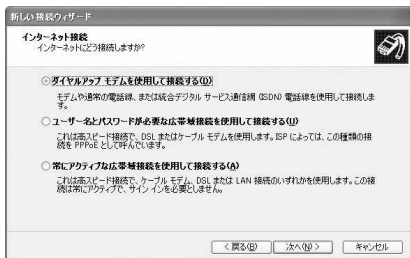 新しい接続ウィザード
インターネット接続
インターネットにどう接続しますか?
ダイヤルアップ モデムを使用して接続する(D)
モデムや通常の電話線、または統合デジタル サービス通信網 (ISDN) 電話線を使用して接続しま
す。
ユーザー名とパスワードが必要な広帯域接続を使用して接続する(U)
これは高スピード接続で、DSL またはケーブル モデムを使用します。ISP によっては、この種類の接
続を PPPoE として呼んでいます。
常にアクティブな広帯域接続を使用して接続する(A)
これは高スピード接続で、ケーブル モデム、DSL または LAN 接続のいずれかを使用します。この接
続は常にアクティブで、サイン インを必要としません。
< 戻る(B) 次へ(N) > キャンセル